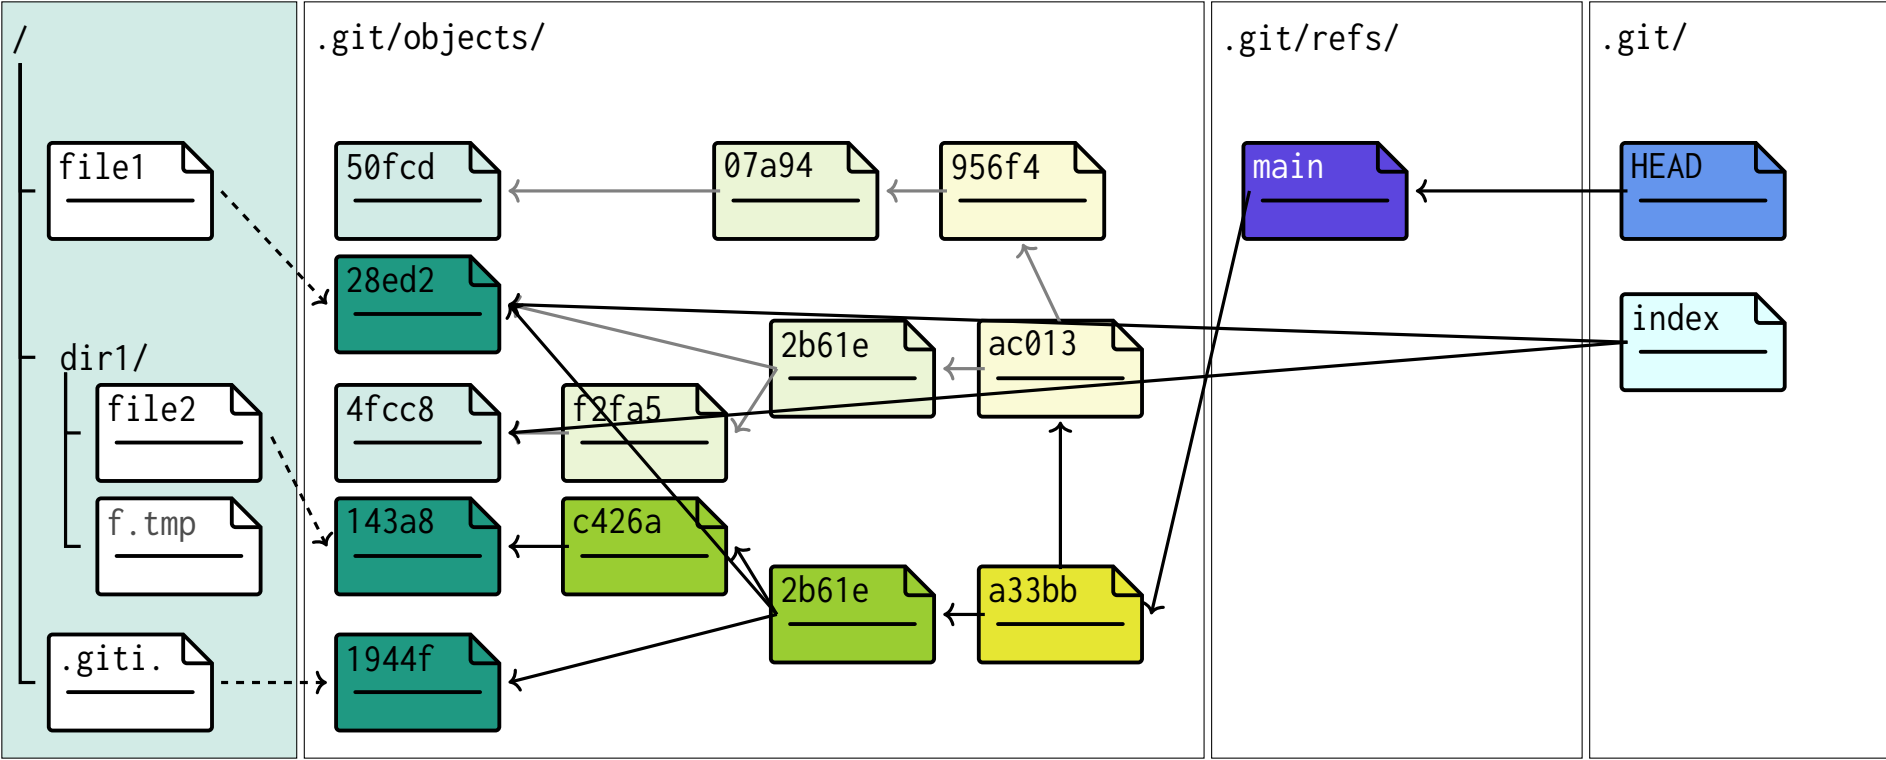 /
file1
dir1/
file2
f.tmp
.giti.
.git/objects/
50fcd
07a94
956f4
28ed2
2b61e
ac013
4fcc8
f2fa5
143a8
c426a
2b61e
a33bb
1944f
.git/refs/
main
.git/
HEAD
index